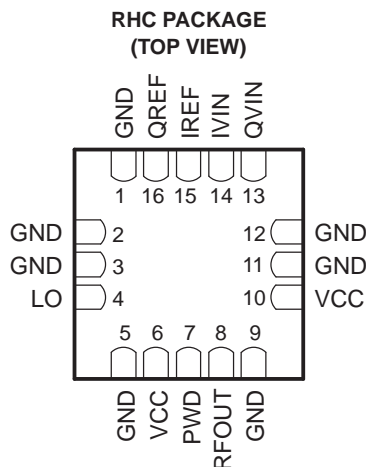 RHC PACKAGE
(TOP VIEW)
GND
QREF
IREF
IVIN
QVIN
1 16 15 14 13
GND 2 12 GND
GND 3 11 GND
LO 4 10 VCC
5 6 7 8 9
GND
VCC
PWD
RFOUT
GND